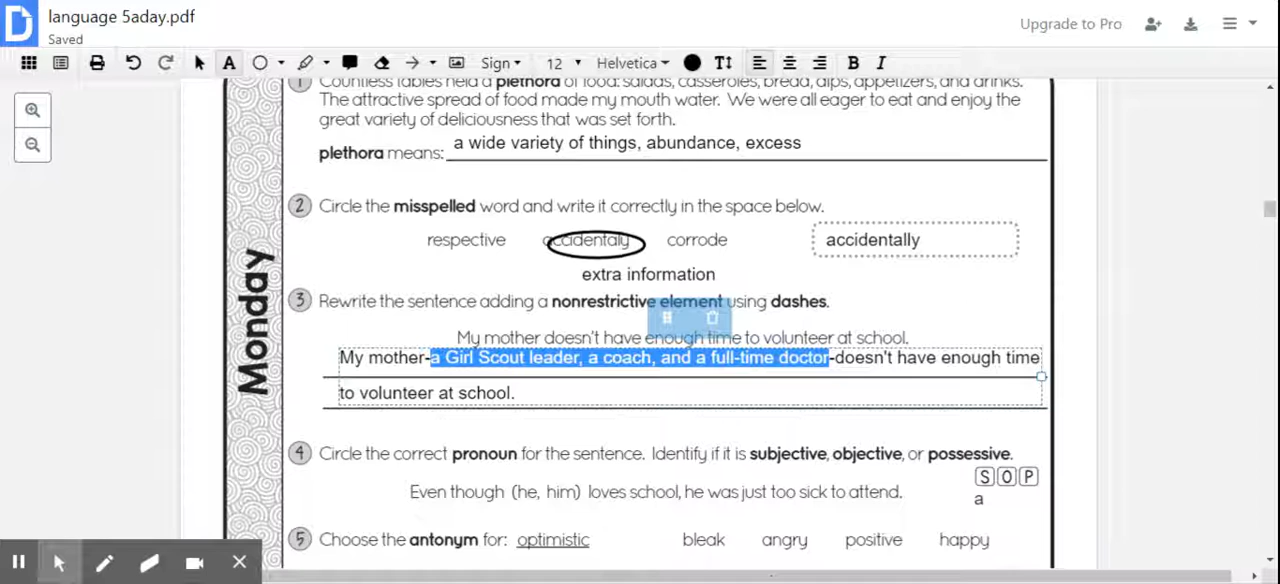 language 5aday.pdf
Saved
Upgrade to Pro
A
Sign
12
Helvetica
B
I
Countless tables held a plethora of food: salads, casseroles, bread, dips, appetizers, and drinks.
The attractive spread of food made my mouth water. We were all eager to eat and enjoy the
great variety of deliciousness that was set forth.
plethora means: a wide variety of things, abundance, excess
Monday
2 Circle the misspelled word and write it correctly in the space below.
respective accidentaly corrode accidentally
extra information
3 Rewrite the sentence adding a nonrestrictive element using dashes.
My mother doesn't have enough time to volunteer at school.
My mother-a Girl Scout leader, a coach, and a full-time doctor-doesn't have enough time
to volunteer at school.
4 Circle the correct pronoun for the sentence. Identify if it is subjective, objective, or possessive.
S O P
Even though (he, him) loves school, he was just too sick to attend.
a
5 Choose the antonym for: optimistic bleak angry positive happy